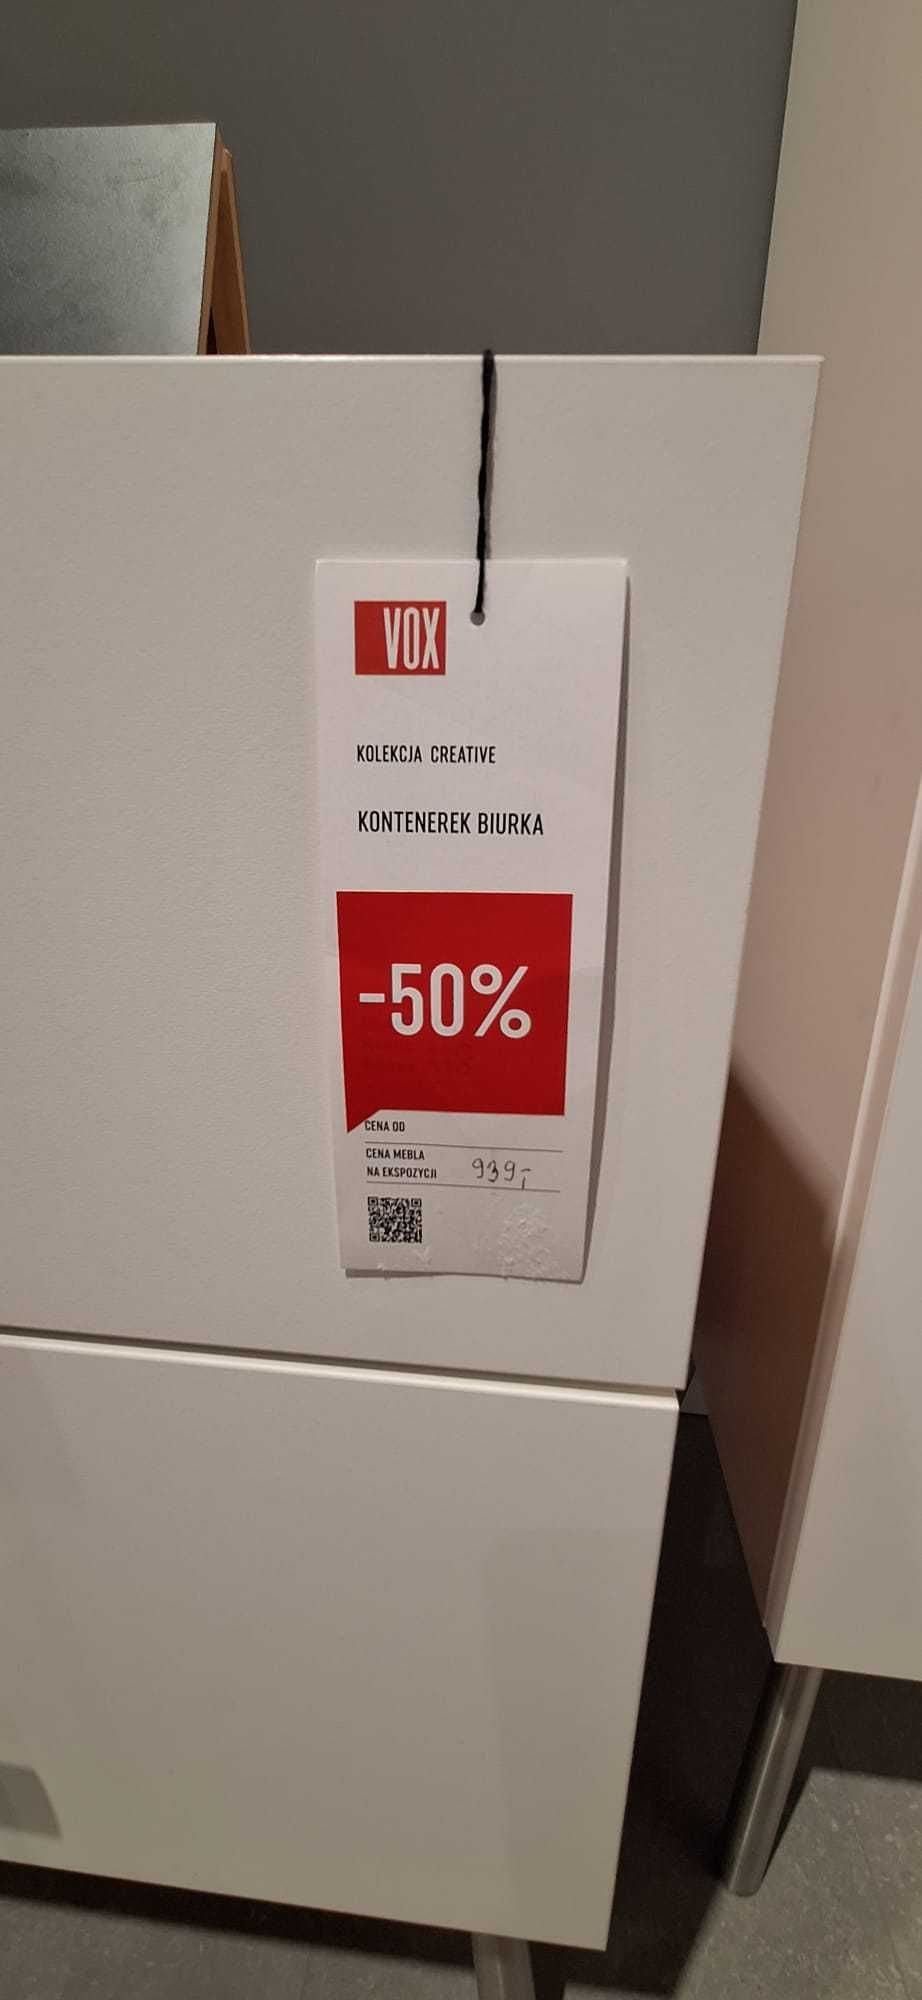 VOX
KOLEKCJA CREATIVE
KONTENEREK BIURKA
-50%
CENA OD
CENA MEBLA
NA EKSPOZYCJI 939,-